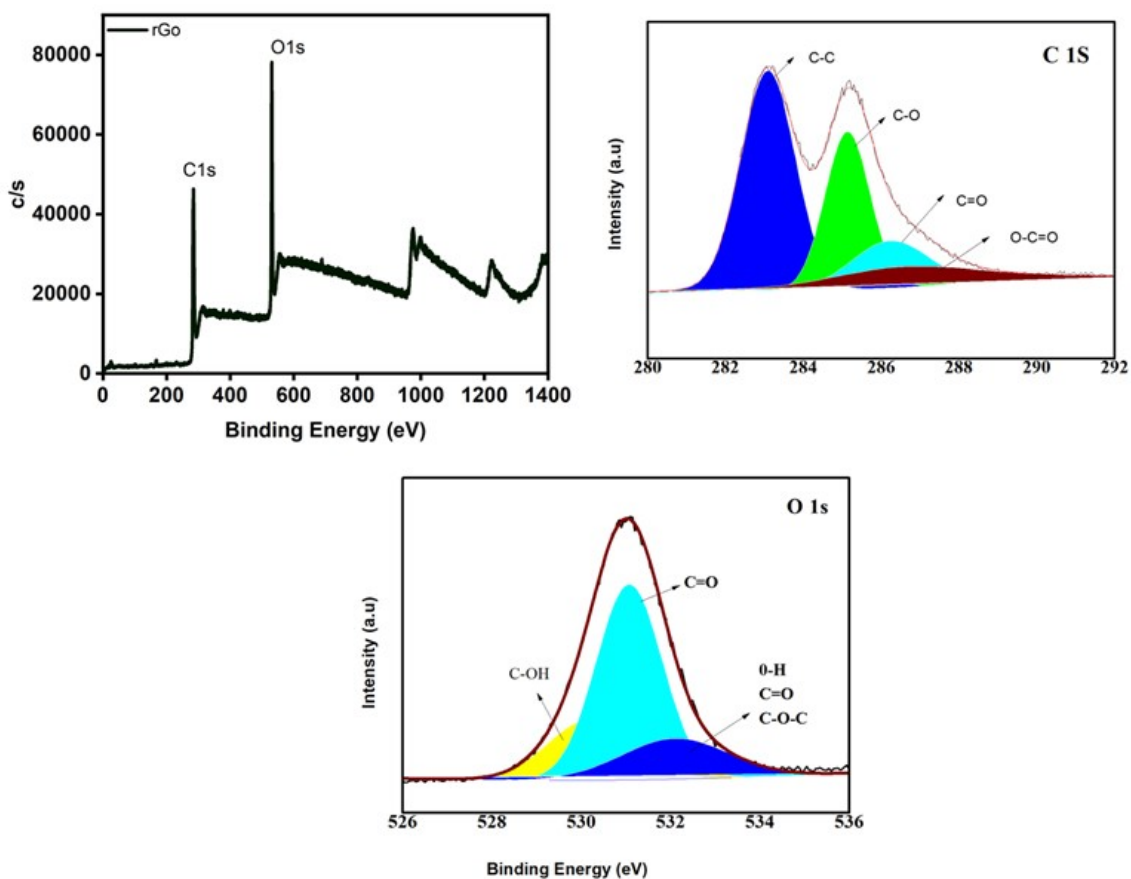 rGo
O1s
C1s
80000
60000
40000
20000
0
c/s
0 200 400 600 800 1000 1200 1400
Binding Energy (eV)
C 1S
C-C
C-O
C=O
O-C=O
Intensity (a.u)
280 282 284 286 288 290 292
O 1s
C=O
C-OH
0-H
C=O
C-O-C
Intensity (a.u)
526 528 530 532 534 536
Binding Energy (eV)